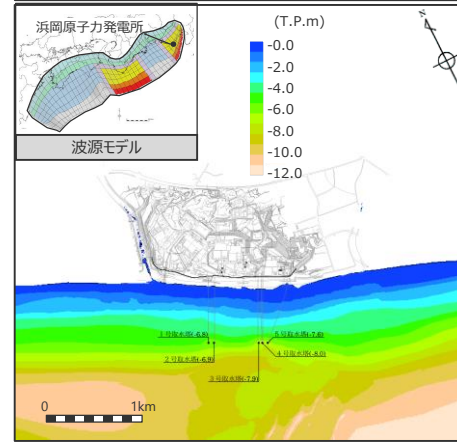 浜岡原子力発電所
波源モデル
(T.P.m)
-0.0
-2.0
-4.0
-6.0
-8.0
-10.0
-12.0
N
1号取水塔(-6.8)
5号取水塔(-7.6)
2号取水塔(-6.9)
4号取水塔(-8.0)
3号取水塔(-7.9)
0
1km